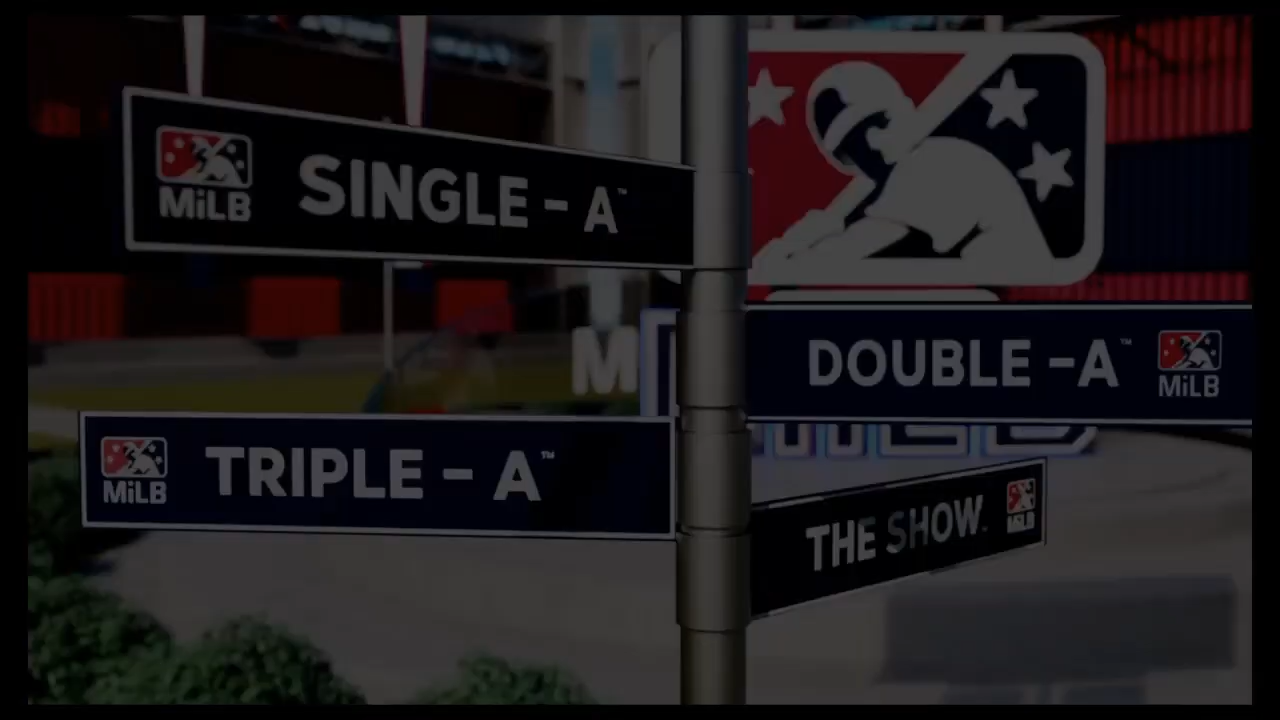 SINGLE - A™
MiLB
DOUBLE - A™
MiLB
TRIPLE - A™
MiLB
THE SHOW.
MiLB